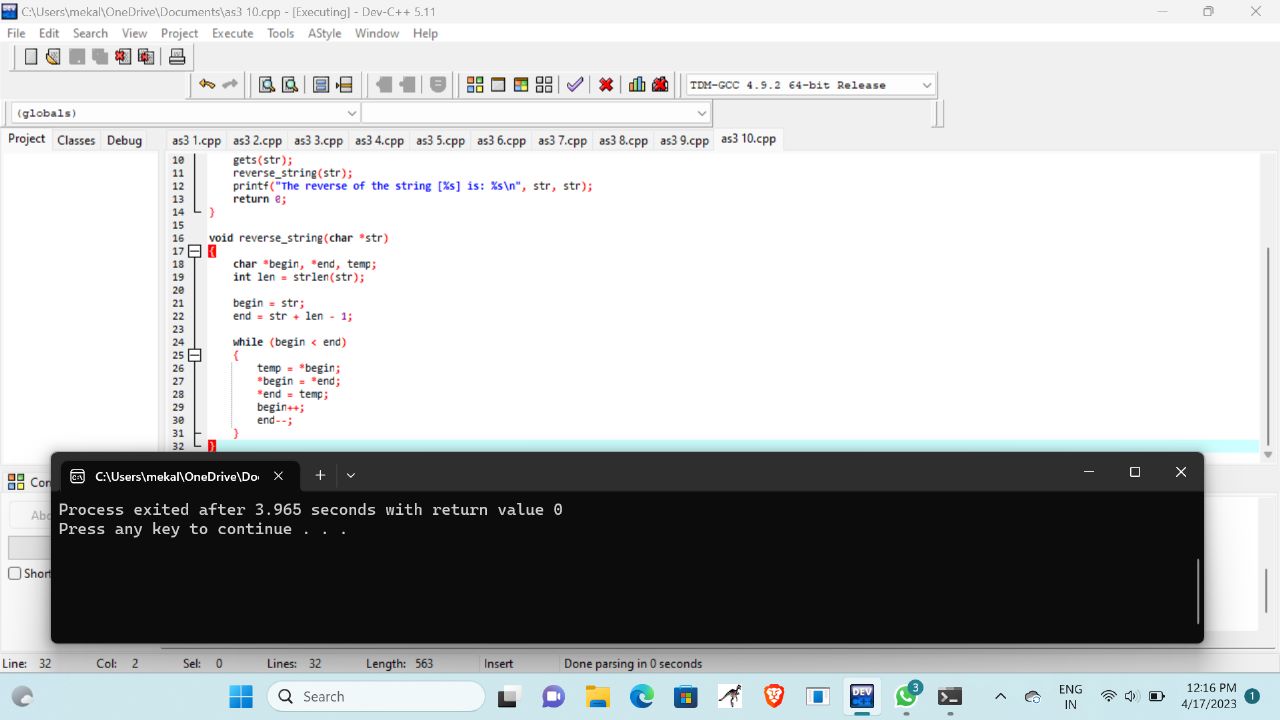 C:\Users\mekal\OneDrive\Documents\as3 10.cpp - [Executing] - Dev-C++ 5.11
File Edit Search View Project Execute Tools AStyle Window Help
TDM-GCC 4.9.2 64-bit Release
(globals)
Project Classes Debug as3 1.cpp as3 2.cpp as3 3.cpp as3 4.cpp as3 5.cpp as3 6.cpp as3 7.cpp as3 8.cpp as3 9.cpp as3 10.cpp
10 gets(str);
11 reverse_string(str);
12 printf("The reverse of the string [%s] is: %s\n", str, str);
13 return 0;
14 }
15
16 void reverse_string(char *str)
17 {
18 char *begin, *end, temp;
19 int len = strlen(str);
20
21 begin = str;
22 end = str + len - 1;
23
24 while (begin < end)
25 {
26 temp = *begin;
27 *begin = *end;
28 *end = temp;
29 begin++;
30 end--;
31 }
32 }
C:\Users\mekal\OneDrive\Do
Process exited after 3.965 seconds with return value 0
Press any key to continue . . .
Line: 32 Col: 2 Sel: 0 Lines: 32 Length: 563 Insert Done parsing in 0 seconds
Search
DEV
3
ENG
IN
12:16 PM
4/17/2023
1